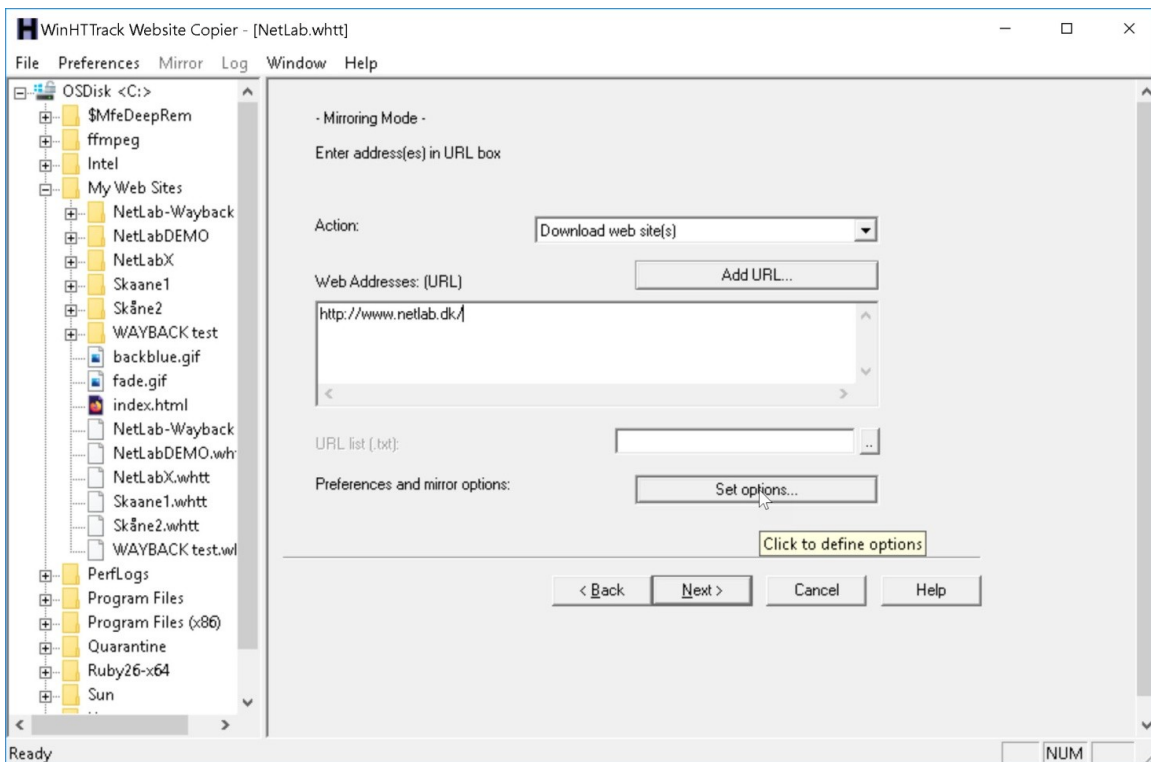 WinHTTrack Website Copier - [NetLab.whtt]
File Preferences Mirror Log Window Help
OSDisk <C:>
$MfeDeepRem
ffmpeg
Intel
My Web Sites
NetLab-Wayback
NetLabDEMO
NetLabX
Skaane1
Skåne2
WAYBACK test
backblue.gif
fade.gif
index.html
NetLab-Wayback
NetLabDEMO.wh
NetLabX.whtt
Skaane1.whtt
Skåne2.whtt
WAYBACK test.wl
PerfLogs
Program Files
Program Files (x86)
Quarantine
Ruby26-x64
Sun
- Mirroring Mode -
Enter address(es) in URL box
Action:
Download web site(s)
Web Addresses: (URL)
Add URL...
http://www.netlab.dk/
URL list (.txt):
..
Preferences and mirror options:
Set options...
Click to define options
< Back
Next >
Cancel
Help
Ready
NUM